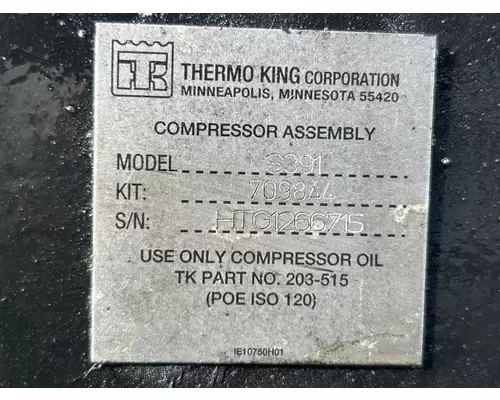 TK
THERMO KING CORPORATION
MINNEAPOLIS, MINNESOTA 55420
COMPRESSOR ASSEMBLY
MODEL S391
KIT: 709844
S/N: HTG1266715
USE ONLY COMPRESSOR OIL
TK PART NO. 203-515
(POE ISO 120)
IE10750H01